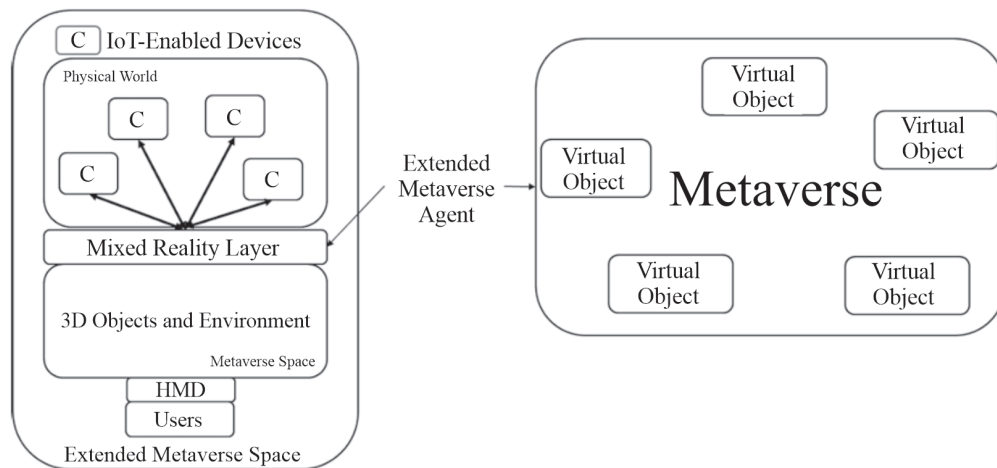 C IoT-Enabled Devices
Physical World
C
C
C
C
Mixed Reality Layer
3D Objects and Environment
Metaverse Space
HMD
Users
Extended Metaverse Space
Extended
Metaverse
Agent
Virtual
Object
Virtual
Object
Virtual
Object
Metaverse
Virtual
Object
Virtual
Object